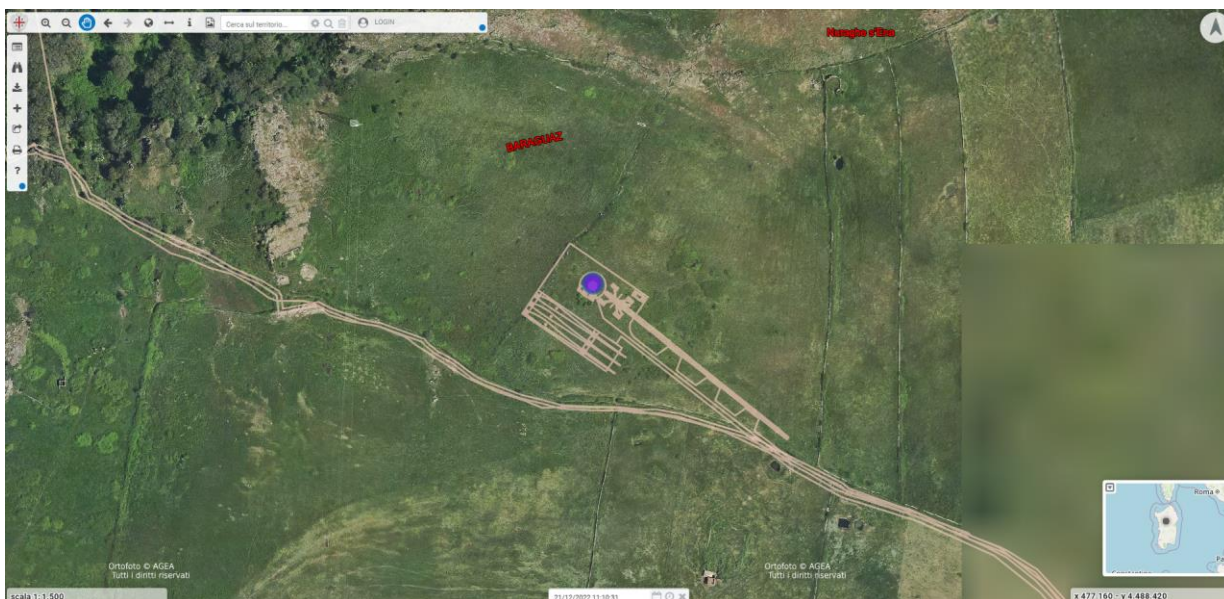 Cerca sul territorio...
LOGIN
Nuraghe s'Ena
BARAGUAZ
Roma
Ortofoto © AGEA
Tutti i diritti riservati
Ortofoto © AGEA
Tutti i diritti riservati
scala 1: 1.500
21/12/2022 11:10:51
x 477.160 - y 4.488.420